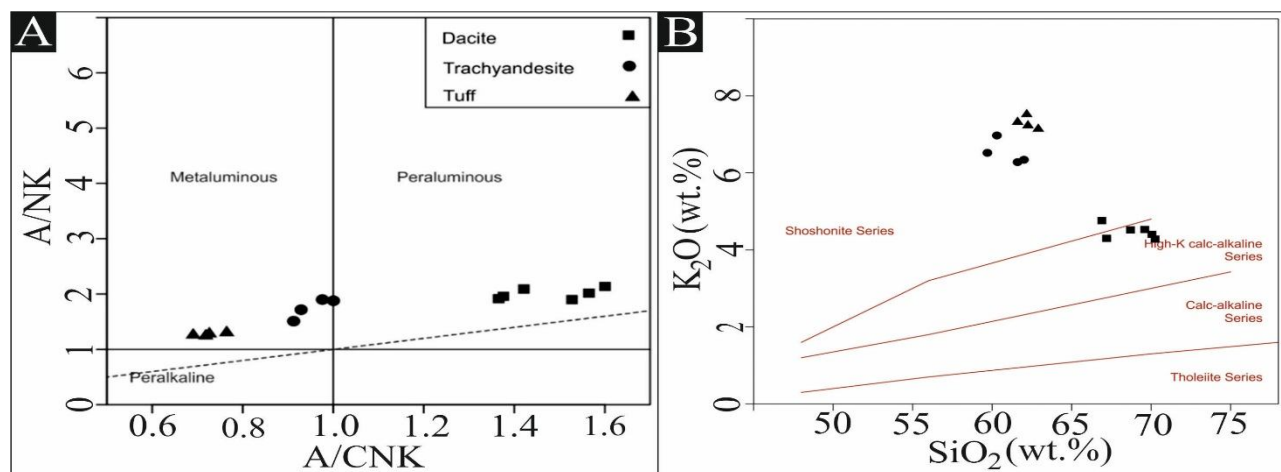 A
Dacite
Trachyandesite
Tuff
Metaluminous
Peraluminous
Peralkaline
A/NK
0 1 2 3 4 5 6
0.6 0.8 1.0 1.2 1.4 1.6
A/CNK
B
K₂O(wt.%)
0 2 4 6 8
Shoshonite Series
High-K calc-alkaline
Series
Calc-alkaline
Series
Tholeiite Series
50 55 60 65 70 75
SiO₂(wt.%)